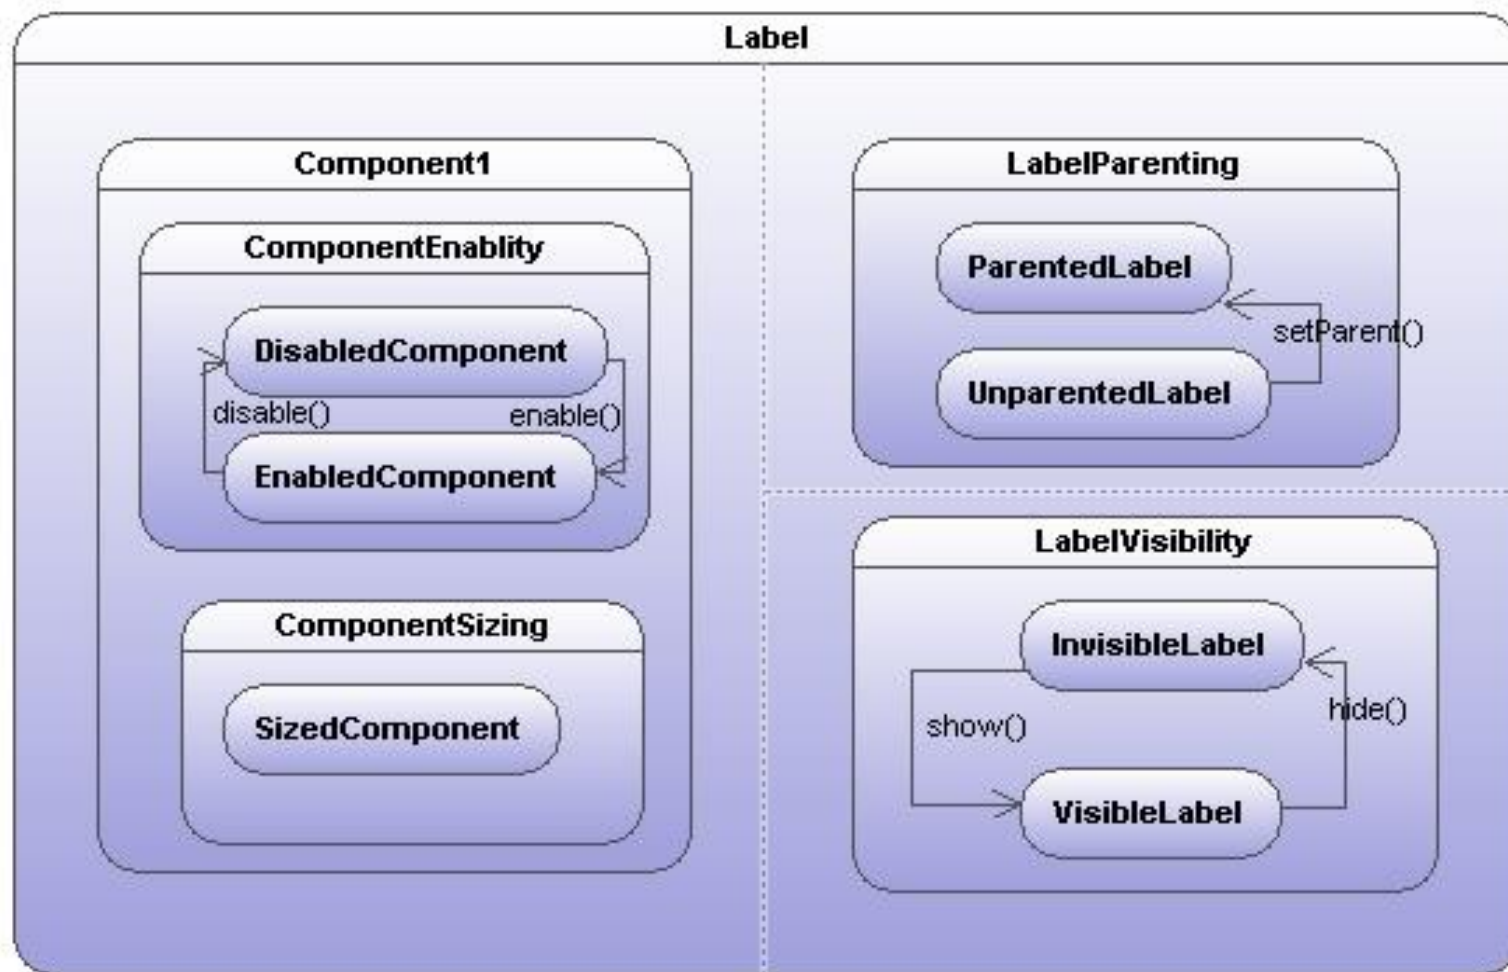 Label
Component1
ComponentEnablity
DisabledComponent
disable()
enable()
EnabledComponent
ComponentSizing
SizedComponent
LabelParenting
ParentedLabel
setParent()
UnparentedLabel
LabelVisibility
InvisibleLabel
show()
hide()
VisibleLabel